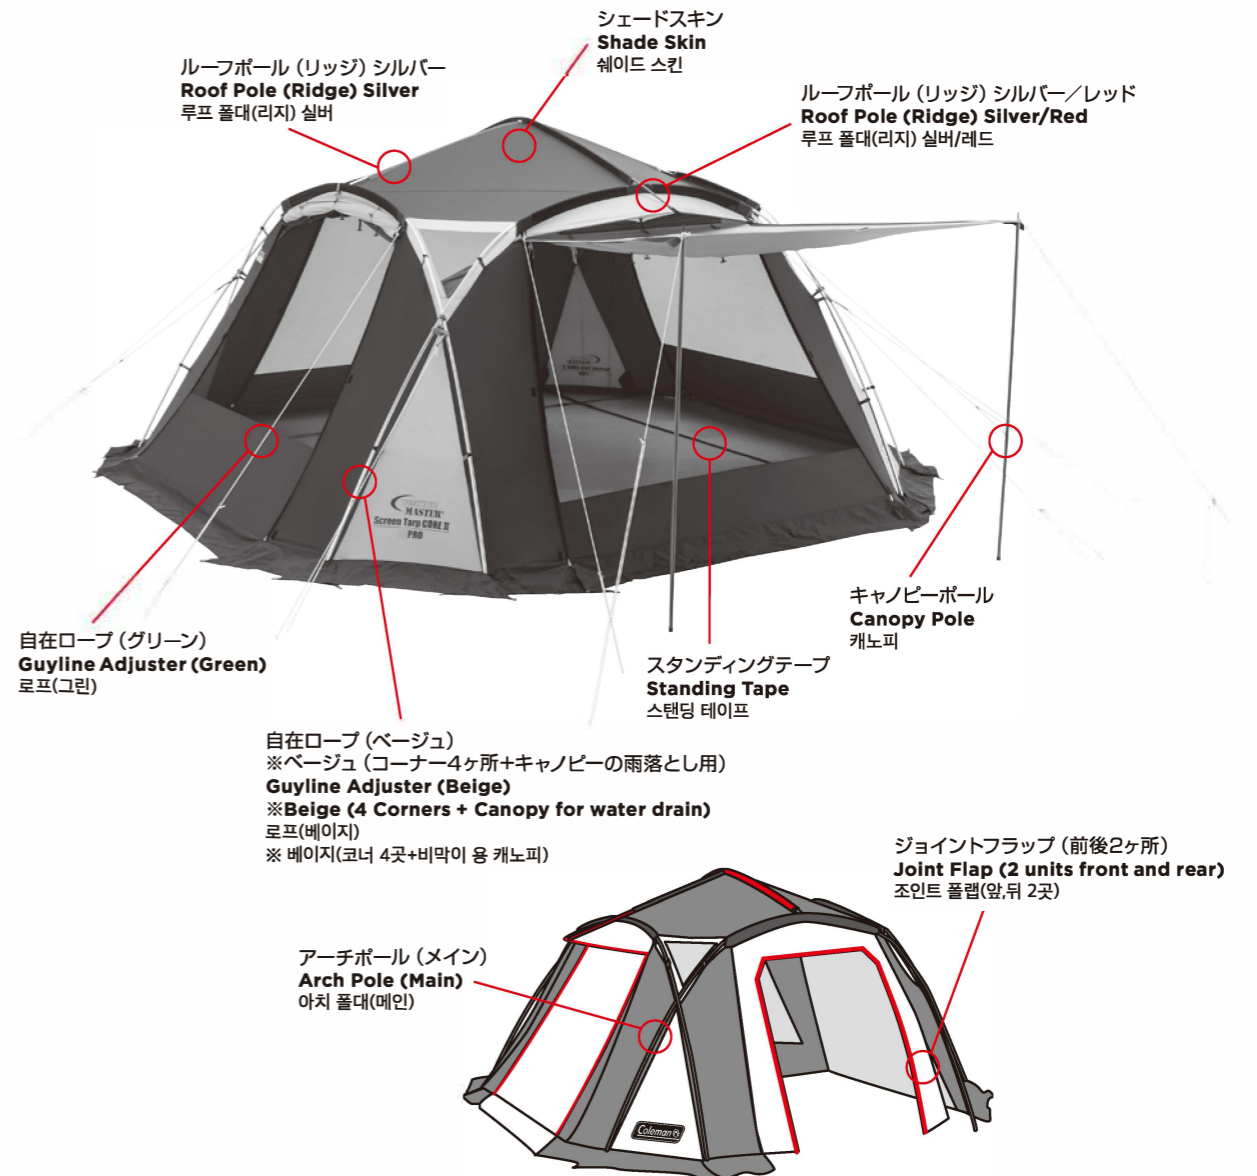 シェードスキン
Shade Skin
쉐이드 스킨
ルーフポール（リッジ）シルバー
Roof Pole (Ridge) Silver
루프 폴대(리지) 실버
ルーフポール（リッジ）シルバー／レッド
Roof Pole (Ridge) Silver/Red
루프 폴대(리지) 실버/레드
MASTER
Screen Tarp CONE II
PRO
キャノピーポール
Canopy Pole
캐노피
自在ロープ（グリーン）
Guyline Adjuster (Green)
로프(그린)
スタンディングテープ
Standing Tape
스탠딩 테이프
自在ロープ（ベージュ）
※ベージュ（コーナー4ヶ所+キャノピーの雨落とし用）
Guyline Adjuster (Beige)
※Beige (4 Corners + Canopy for water drain)
로프(베이지)
※ 베이지(코너 4곳+비막이 용 캐노피)
ジョイントフラップ（前後2ヶ所）
Joint Flap (2 units front and rear)
조인트 폴랩(앞,뒤 2곳)
アーチポール（メイン）
Arch Pole (Main)
아치 폴대(메인)
Coleman